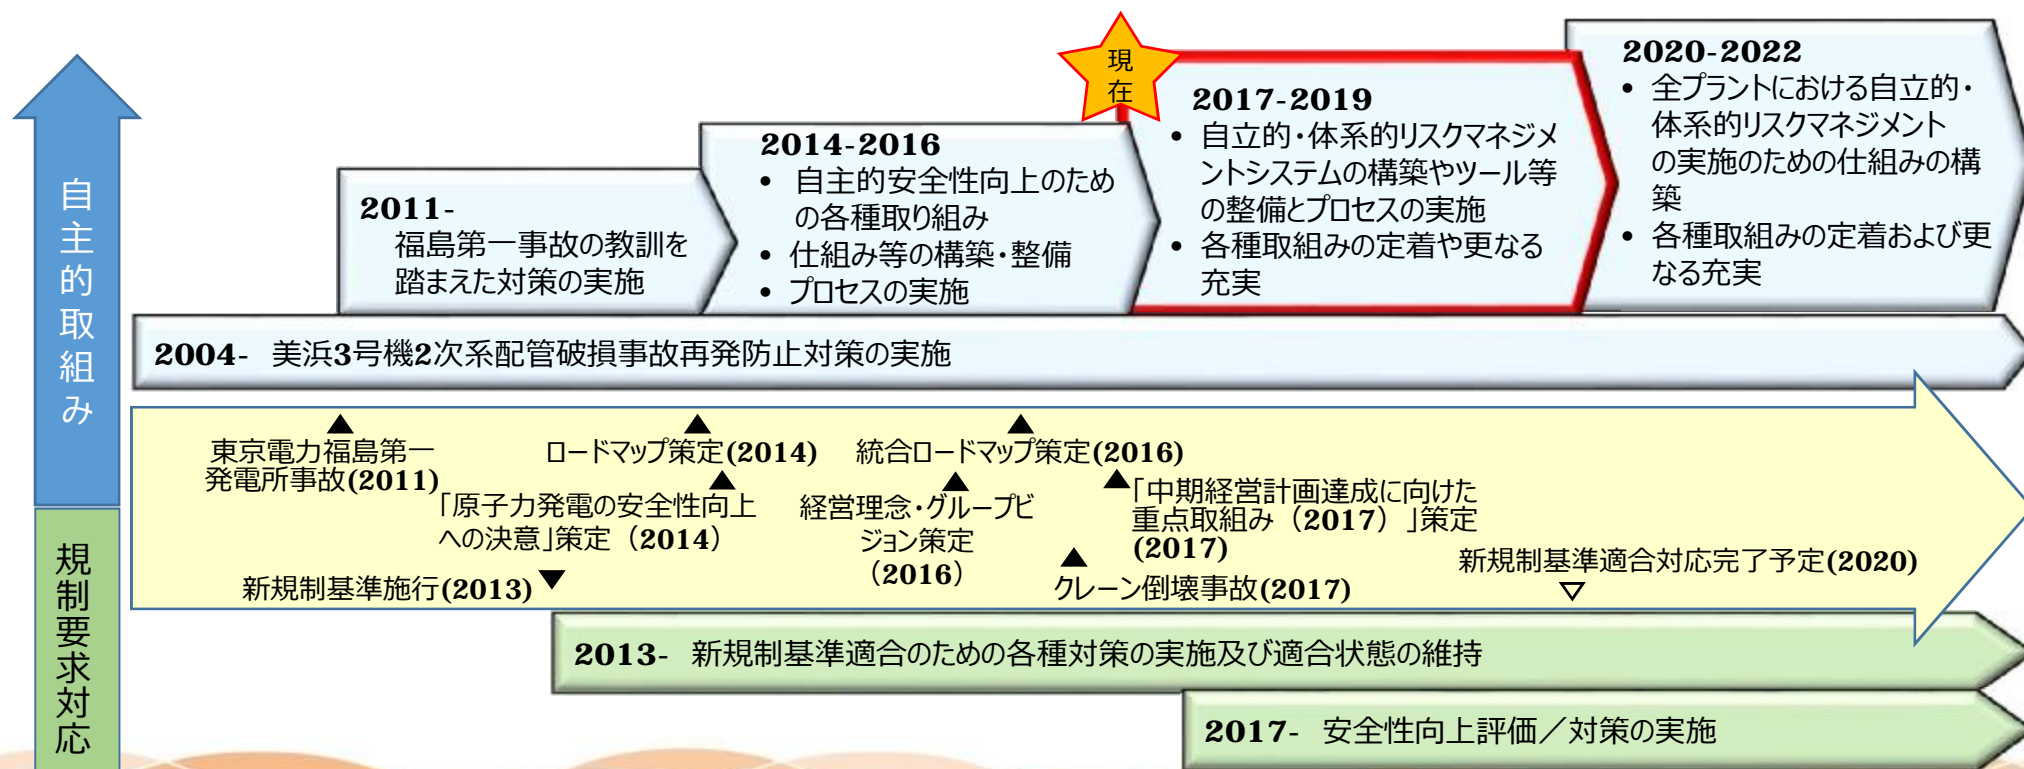 自主的取組み
規制要求対応
現在
2011-
福島第一事故の教訓を
踏まえた対策の実施
2014-2016
• 自主的安全性向上のため
の各種取り組み
• 仕組み等の構築・整備
• プロセスの実施
2017-2019
• 自立的・体系的リスクマネジメ
ントシステムの構築やツール等
の整備とプロセスの実施
• 各種取組みの定着や更なる
充実
2020-2022
• 全プラントにおける自立的・
体系的リスクマネジメント
の実施のための仕組みの構
築
• 各種取組みの定着および更
なる充実
2004- 美浜3号機2次系配管破損事故再発防止対策の実施
▲
東京電力福島第一
発電所事故(2011)
▲
ロードマップ策定(2014)
▲
「原子力発電の安全性向上
への決意」策定（2014）
▲
統合ロードマップ策定(2016)
▲
経営理念・グループビ
ジョン策定
（2016）
▲
「中期経営計画達成に向けた
重点取組み（2017）」策定
(2017)
▲
クレーン倒壊事故(2017)
新規制基準施行(2013) ▼
新規制基準適合対応完了予定(2020)
▽
2013- 新規制基準適合のための各種対策の実施及び適合状態の維持
2017- 安全性向上評価／対策の実施